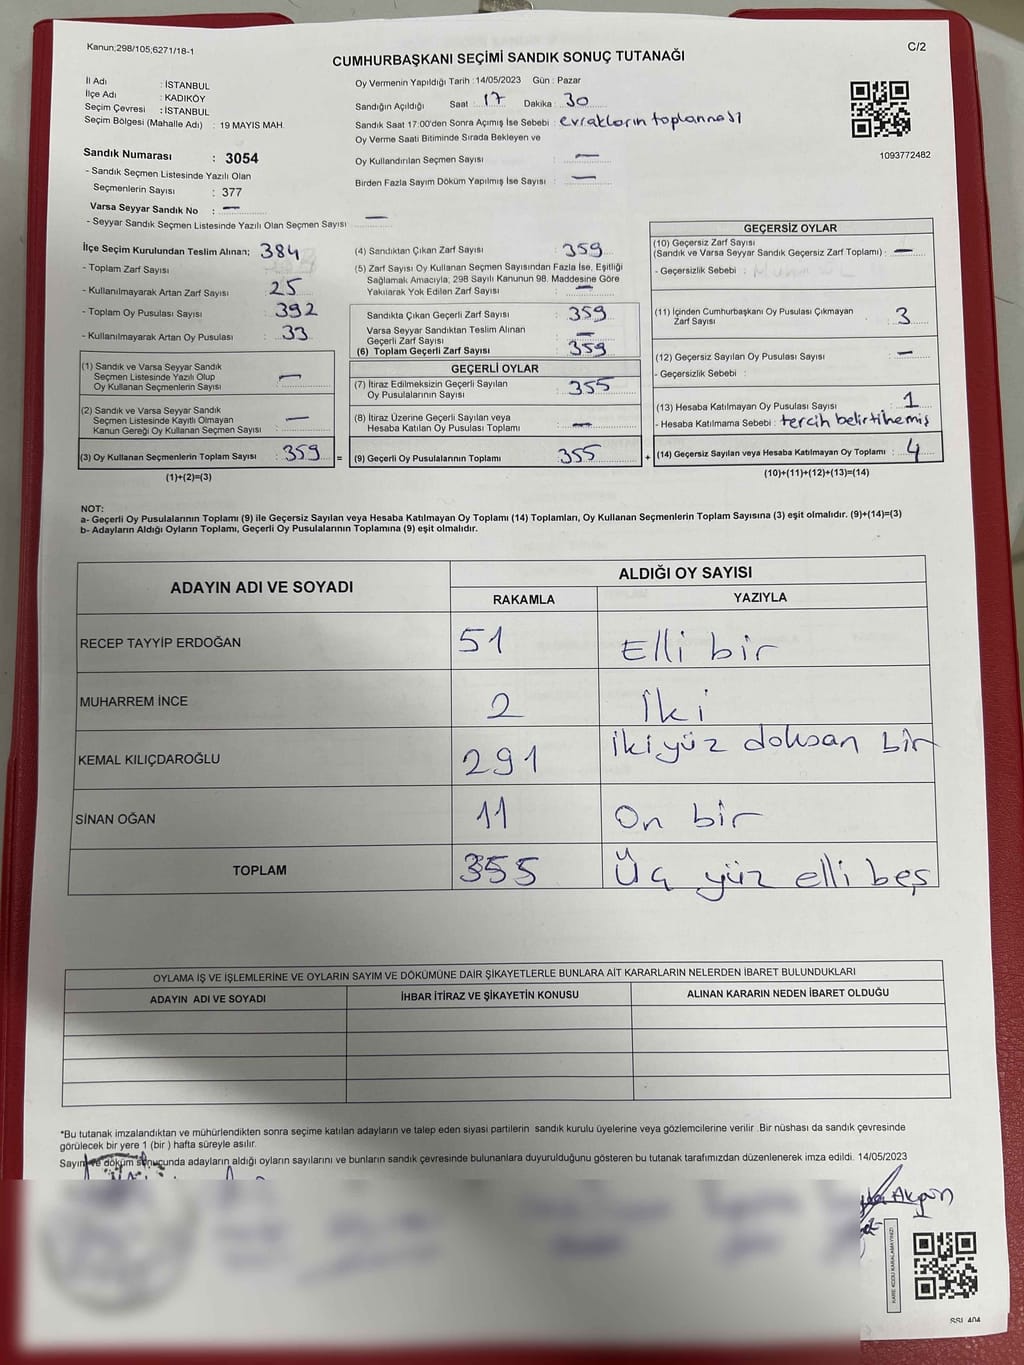 Kanun;298/105;6271/18-1
C/2
CUMHURBAŞKANI SEÇİMİ SANDIK SONUÇ TUTANAĞI
İl Adı : İSTANBUL
İlçe Adı : KADIKÖY
Seçim Çevresi : İSTANBUL
Seçim Bölgesi (Mahalle Adı) : 19 MAYIS MAH.
Oy Vermenin Yapıldığı Tarih : 14/05/2023 Gün : Pazar
Sandığın Açıldığı Saat : 17 Dakika : 30
Sandık Saat 17:00'den Sonra Açımış İse Sebebi : evrakların toplanması
Oy Verme Saati Bitiminde Sırada Bekleyen ve
Oy Kullandırılan Seçmen Sayısı : —
Birden Fazla Sayım Döküm Yapılmış İse Sayısı : —
1093772482
Sandık Numarası : 3054
- Sandık Seçmen Listesinde Yazılı Olan
Seçmenlerin Sayısı : 377
Varsa Seyyar Sandık No : —
- Seyyar Sandık Seçmen Listesinde Yazılı Olan Seçmen Sayısı : —
İlçe Seçim Kurulundan Teslim Alınan; 384
- Toplam Zarf Sayısı :
- Kullanılmayarak Artan Zarf Sayısı : 25
- Toplam Oy Pusulası Sayısı : 392
- Kullanılmayarak Artan Oy Pusulası : 33
(1) Sandık ve Varsa Seyyar Sandık
Seçmen Listesinde Yazılı Olup
Oy Kullanan Seçmenlerin Sayısı : —
(2) Sandık ve Varsa Seyyar Sandık
Seçmen Listesinde Kayıtlı Olmayan
Kanun Gereği Oy Kullanan Seçmen Sayısı : —
(3) Oy Kullanan Seçmenlerin Toplam Sayısı : 359 =
(1)+(2)=(3)
(4) Sandıktan Çıkan Zarf Sayısı : 359
(5) Zarf Sayısı Oy Kullanan Seçmen Sayısından Fazla İse, Eşitliği
Sağlamak Amacıyla, 298 Sayılı Kanunun 98. Maddesine Göre
Yakılarak Yok Edilen Zarf Sayısı : —
Sandıkta Çıkan Geçerli Zarf Sayısı : 359
Varsa Seyyar Sandıktan Teslim Alınan
Geçerli Zarf Sayısı : —
(6) Toplam Geçerli Zarf Sayısı : 359
GEÇERLİ OYLAR
(7) İtiraz Edilmeksizin Geçerli Sayılan
Oy Pusulalarının Sayısı : 355
(8) İtiraz Üzerine Geçerli Sayılan veya
Hesaba Katılan Oy Pusulası Toplamı : —
(9) Geçerli Oy Pusulalarının Toplamı : 355 +
GEÇERSİZ OYLAR
(10) Geçersiz Zarf Sayısı
(Sandık ve Varsa Seyyar Sandık Geçersiz Zarf Toplamı) : —
- Geçersizlik Sebebi :
(11) İçinden Cumhurbaşkanı Oy Pusulası Çıkmayan
Zarf Sayısı : 3
(12) Geçersiz Sayılan Oy Pusulası Sayısı : —
- Geçersizlik Sebebi :
(13) Hesaba Katılmayan Oy Pusulası Sayısı : 1
- Hesaba Katılmama Sebebi : tercih belirtilmemiş
(14) Geçersiz Sayılan veya Hesaba Katılmayan Oy Toplamı : 4
(10)+(11)+(12)+(13)=(14)
NOT:
a- Geçerli Oy Pusulalarının Toplamı (9) ile Geçersiz Sayılan veya Hesaba Katılmayan Oy Toplamı (14) Toplamları, Oy Kullanan Seçmenlerin Toplam Sayısına (3) eşit olmalıdır. (9)+(14)=(3)
b- Adayların Aldığı Oyların Toplamı, Geçerli Oy Pusulalarının Toplamına (9) eşit olmalıdır.
ADAYIN ADI VE SOYADI
ALDIĞI OY SAYISI
RAKAMLA YAZIYLA
RECEP TAYYİP ERDOĞAN 51 Elli bir
MUHARREM İNCE 2 İki
KEMAL KILIÇDAROĞLU 291 İkiyüz doksan bir
SİNAN OĞAN 11 On bir
TOPLAM 355 Üç yüz elli beş
OYLAMA İŞ VE İŞLEMLERİNE VE OYLARIN SAYIM VE DÖKÜMÜNE DAİR ŞİKAYETLERLE BUNLARA AİT KARARLARIN NELERDEN İBARET BULUNDUKLARI
ADAYIN ADI VE SOYADI İHBAR İTİRAZ VE ŞİKAYETİN KONUSU ALINAN KARARIN NEDEN İBARET OLDUĞU
*Bu tutanak imzalandıktan ve mühürlendikten sonra seçime katılan adayların ve talep eden siyasi partilerin sandık kurulu üyelerine veya gözlemcilerine verilir .Bir nüshası da sandık çevresinde
görülecek bir yere 1 (bir ) hafta süreyle asılır.
Sayım ve döküm sonucunda adayların aldığı oyların sayılarını ve bunların sandık çevresinde bulunanlara duyurulduğunu gösteren bu tutanak tarafımızdan düzenlenerek imza edildi. 14/05/2023
Akgün
KARE KODU KARALAMAYINIZ!